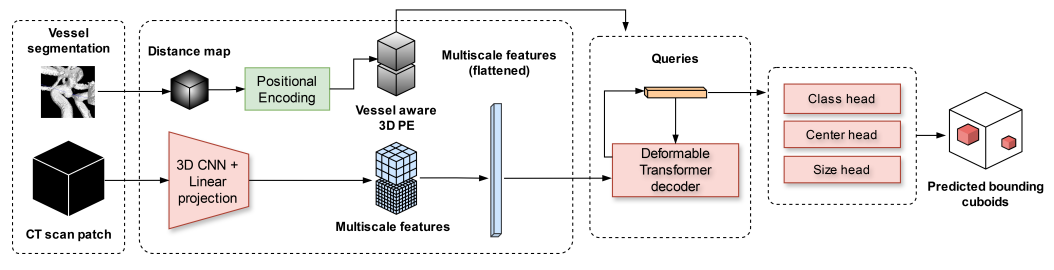 Vessel
segmentation
CT scan patch
Distance map
Positional
Encoding
Vessel aware
3D PE
3D CNN +
Linear
projection
Multiscale features
Multiscale features
(flattened)
Queries
Deformable
Transformer
decoder
Class head
Center head
Size head
Predicted bounding
cuboids